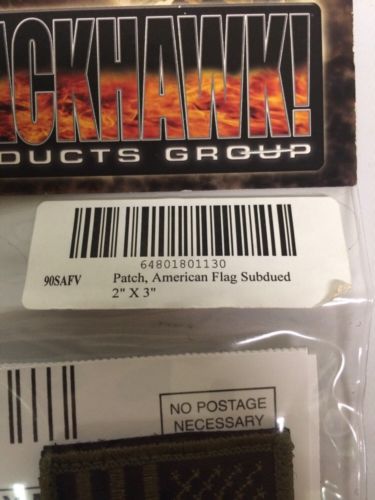 ACKHAWK!
DUCTS GROUP
64801801130
90SAFV Patch, American Flag Subdued
2" X 3"
NO POSTAGE
NECESSARY